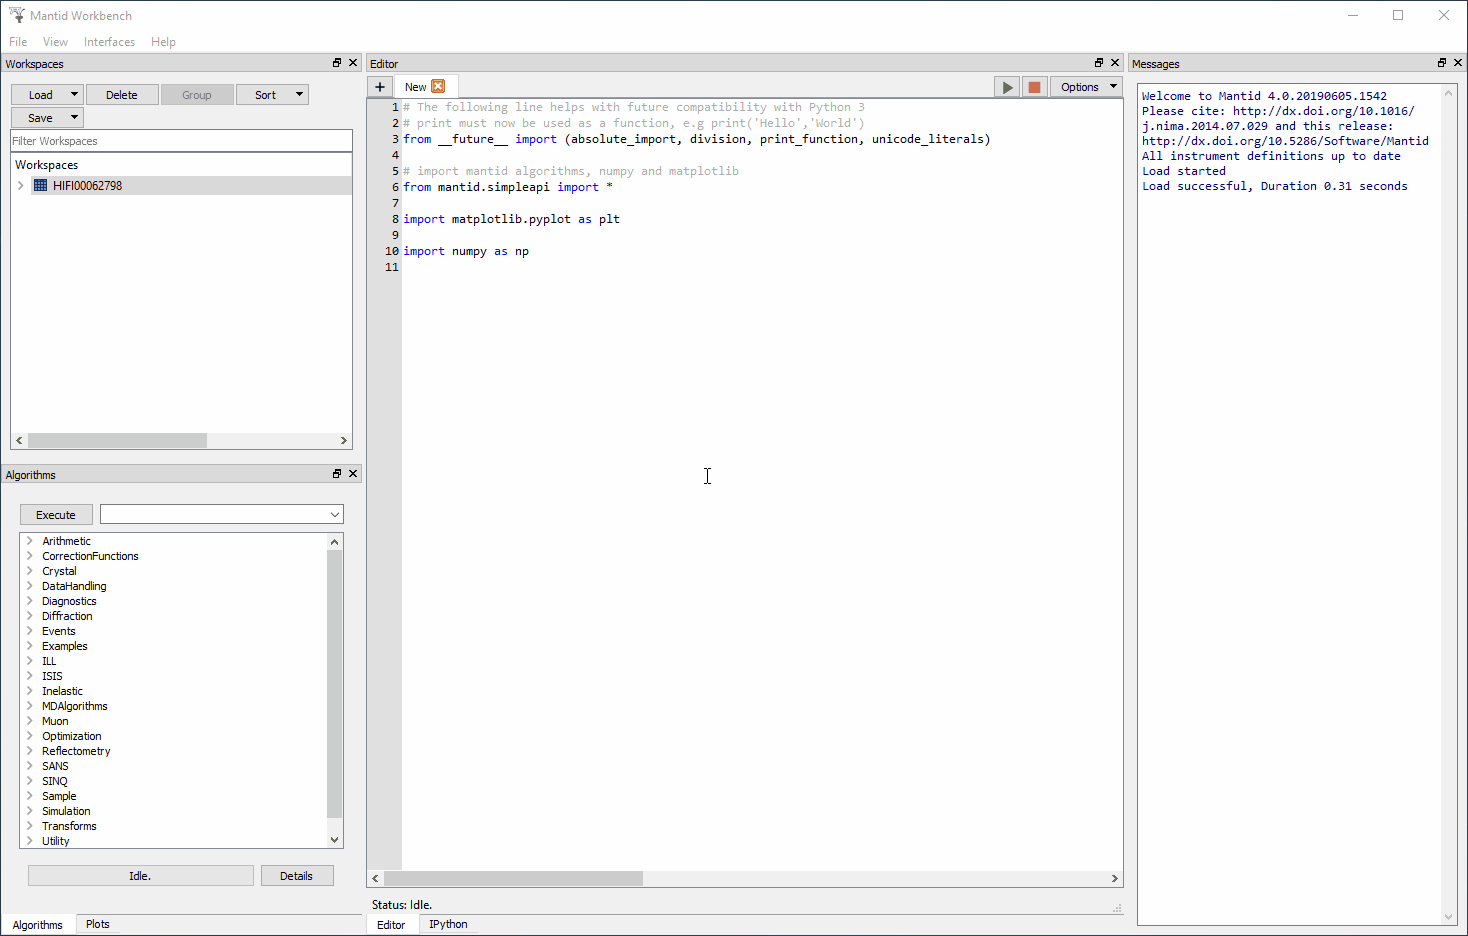 Mantid Workbench
File View Interfaces Help
Workspaces
Load Delete Group Sort
Save
Filter Workspaces
Workspaces
HIFI00062798
Algorithms
Execute
Arithmetic
CorrectionFunctions
Crystal
DataHandling
Diagnostics
Diffraction
Events
Examples
ILL
ISIS
Inelastic
MDAlgorithms
Muon
Optimization
Reflectometry
SANS
SINQ
Sample
Simulation
Transforms
Utility
Idle. Details
Algorithms Plots
Editor
+ New Options
1 # The following line helps with future compatibility with Python 3
2 # print must now be used as a function, e.g print('Hello','World')
3 from __future__ import (absolute_import, division, print_function, unicode_literals)
4
5 # import mantid algorithms, numpy and matplotlib
6 from mantid.simpleapi import *
7
8 import matplotlib.pyplot as plt
9
10 import numpy as np
11
Status: Idle.
Editor IPython
Messages
Welcome to Mantid 4.0.20190605.1542
Please cite: http://dx.doi.org/10.1016/
j.nima.2014.07.029 and this release:
http://dx.doi.org/10.5286/Software/Mantid
All instrument definitions up to date
Load started
Load successful, Duration 0.31 seconds